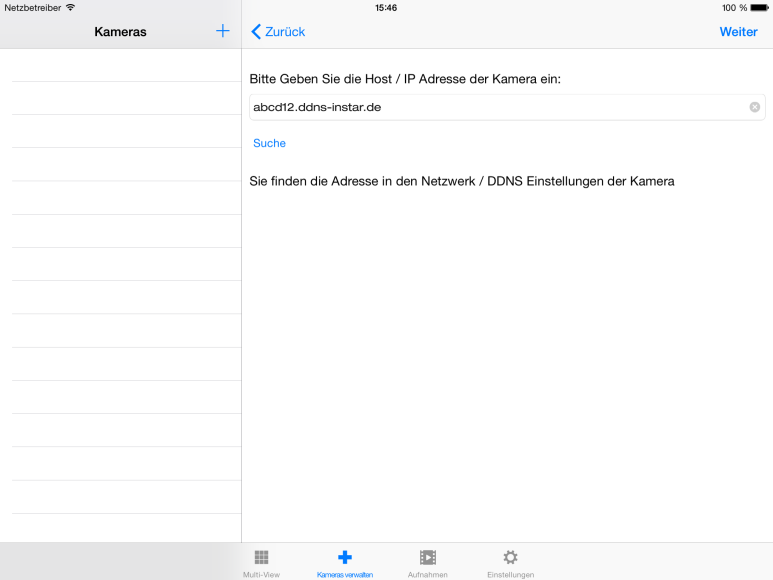 Netzbetreiber 15:46 100 %
Kameras + Zurück Weiter
Bitte Geben Sie die Host / IP Adresse der Kamera ein:
abcd12.ddns-instar.de
Suche
Sie finden die Adresse in den Netzwerk / DDNS Einstellungen der Kamera
Multi-View Kameras verwalten Aufnahmen Einstellungen